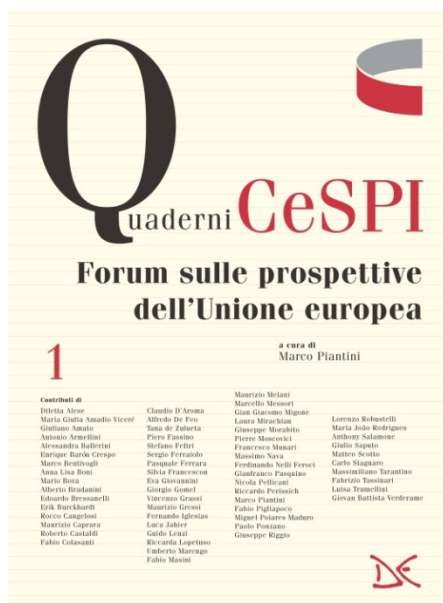 Quaderni CeSPI
Forum sulle prospettive
dell'Unione europea
1
a cura di
Marco Piantini
Contributi di
Diletta Alese
Maria Giulia Amadio Viceré
Giuliano Amato
Antonio Armellini
Alessandra Ballerini
Enrique Barón Crespo
Marco Bentivogli
Anna Lisa Boni
Mario Bova
Alberto Bradanini
Edoardo Bressanelli
Erik Burckhardt
Rocco Cangelosi
Maurizio Caprara
Roberto Castaldi
Fabio Colasanti
Claudio D'Aroma
Alfredo De Feo
Tana de Zulueta
Piero Fassino
Stefano Feltri
Sergio Ferraiolo
Pasquale Ferrara
Silvia Francescon
Eva Giovannini
Giorgio Gomel
Vincenzo Grassi
Maurizio Gressi
Fernando Iglesias
Luca Jahier
Guido Lenzi
Riccarda Lopetuso
Umberto Marengo
Fabio Masini
Maurizio Melani
Marcello Messori
Gian Giacomo Migone
Laura Mirachian
Giuseppe Morabito
Pierre Moscovici
Francesco Munari
Massimo Nava
Ferdinando Nelli Feroci
Gianfranco Pasquino
Nicola Pellicani
Riccardo Perissich
Marco Piantini
Fabio Pigliapoco
Miguel Poiares Maduro
Paolo Ponzano
Giuseppe Riggio
Lorenzo Robustelli
Maria João Rodrigues
Anthony Salamone
Giulio Saputo
Matteo Scotto
Carlo Stagnaro
Massimiliano Tarantino
Fabrizio Tassinari
Luisa Trumellini
Giovan Battista Verderame
DE